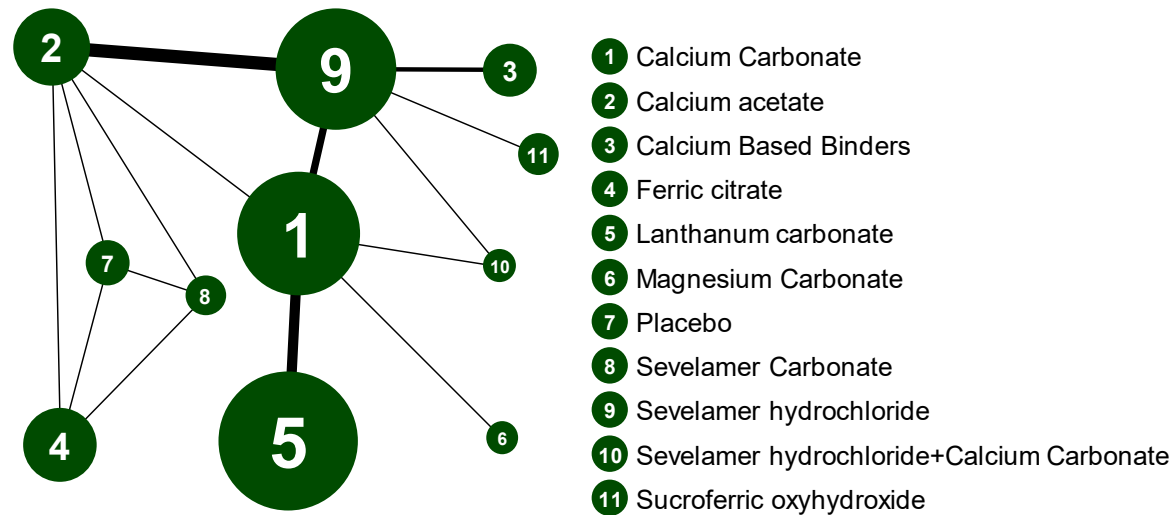 2
9
3
11
1
7
8
10
4
5
6
1 Calcium Carbonate
2 Calcium acetate
3 Calcium Based Binders
4 Ferric citrate
5 Lanthanum carbonate
6 Magnesium Carbonate
7 Placebo
8 Sevelamer Carbonate
9 Sevelamer hydrochloride
10 Sevelamer hydrochloride+Calcium Carbonate
11 Sucroferric oxyhydroxide